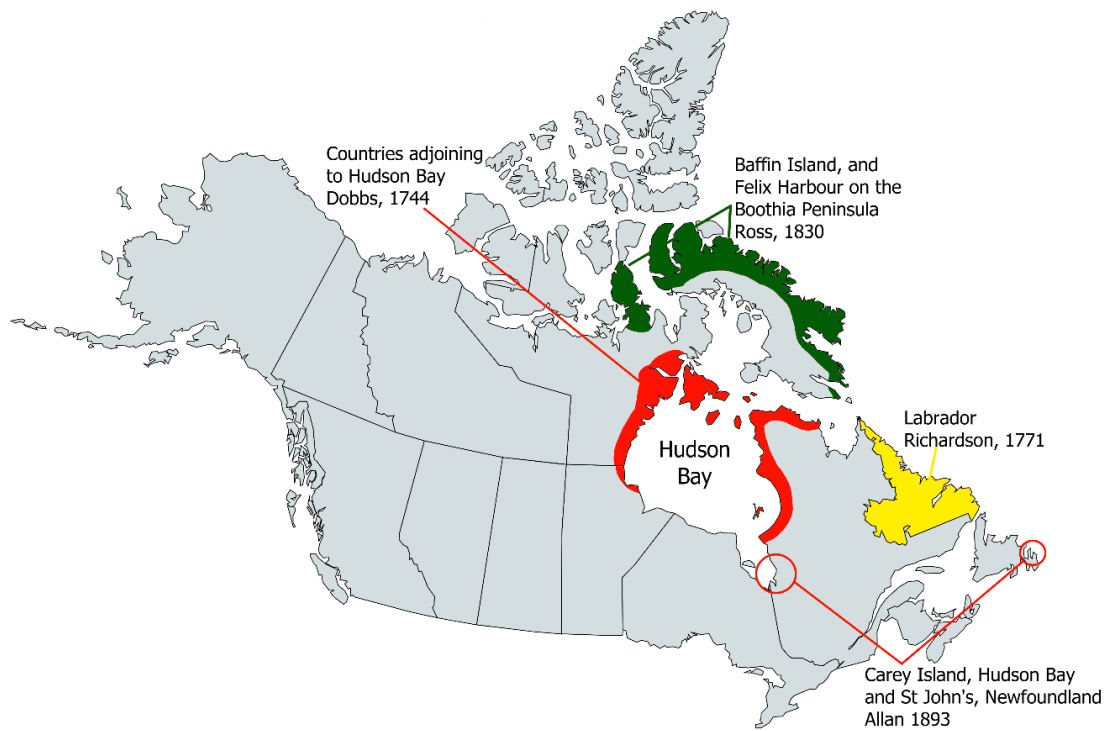 Countries adjoining
to Hudson Bay
Dobbs, 1744
Baffin Island, and
Felix Harbour on the
Boothia Peninsula
Ross, 1830
Labrador
Richardson, 1771
Hudson
Bay
Carey Island, Hudson Bay
and St John's, Newfoundland
Allan 1893